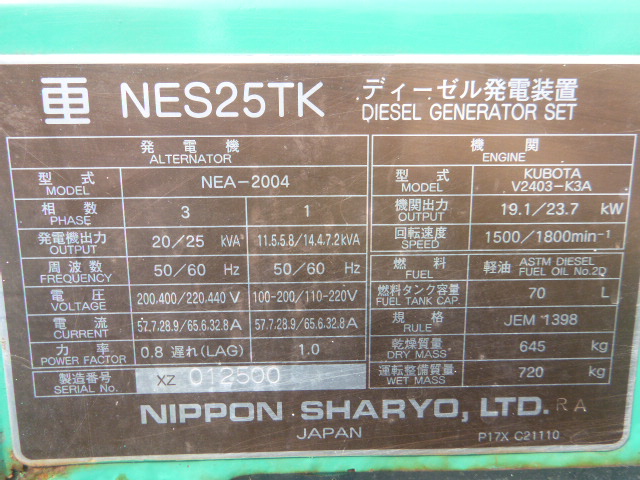 車 NES25TK ディーゼル発電装置
DIESEL GENERATOR SET
発電機
ALTERNATOR
型式
MODEL
NEA-2004
相数
PHASE
3
1
発電機出力
OUTPUT
20/25 kVA
11.5.5.8/14.4.7.2kVA
周波数
FREQUENCY
50/60 Hz
50/60 Hz
電圧
VOLTAGE
200.400/220.440 V
100-200/110-220V
電流
CURRENT
57.7.28.9/65.6.32.8A
57.7.28.9/65.6.32.8A
力率
POWER FACTOR
0.8 遅れ(LAG)
1.0
製造番号
SERIAL No.
XZ 012500
機関
ENGINE
型式
MODEL
KUBOTA
V2403-K3A
機関出力
OUTPUT
19.1/23.7 kW
回転速度
SPEED
1500/1800min⁻¹
燃料
FUEL
軽油 ASTM DIESEL
FUEL OIL No.2D
燃料タンク容量
FUEL TANK CAP.
70 L
規格
RULE
JEM 1398
乾燥質量
DRY MASS
645 kg
運転整備質量
WET MASS
720 kg
NIPPON SHARYO, LTD. RA
JAPAN
P17X C21110